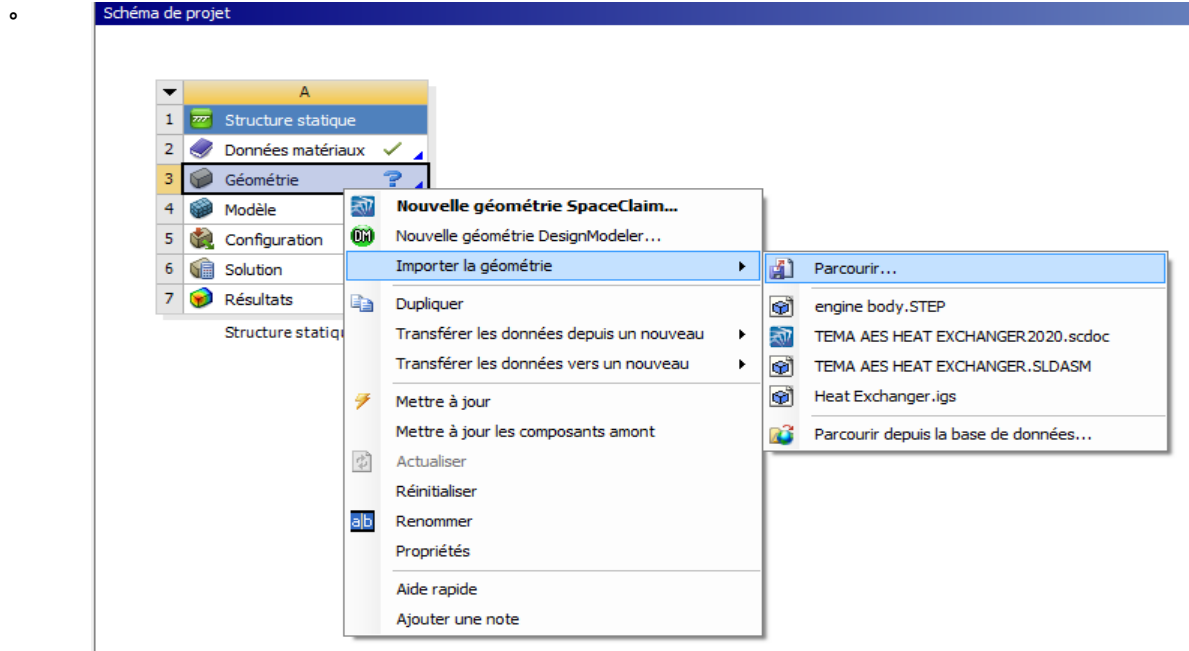 Schéma de projet
A
1 Structure statique
2 Données matériaux
3 Géométrie
4 Modèle
5 Configuration
6 Solution
7 Résultats
Structure statiqu
Nouvelle géométrie SpaceClaim...
DM Nouvelle géométrie DesignModeler...
Importer la géométrie
Dupliquer
Transférer les données depuis un nouveau
Transférer les données vers un nouveau
Mettre à jour
Mettre à jour les composants amont
Actualiser
Réinitialiser
a|b Renommer
Propriétés
Aide rapide
Ajouter une note
Parcourir...
engine body.STEP
TEMA AES HEAT EXCHANGER2020.scdoc
TEMA AES HEAT EXCHANGER.SLDASM
Heat Exchanger.igs
Parcourir depuis la base de données...